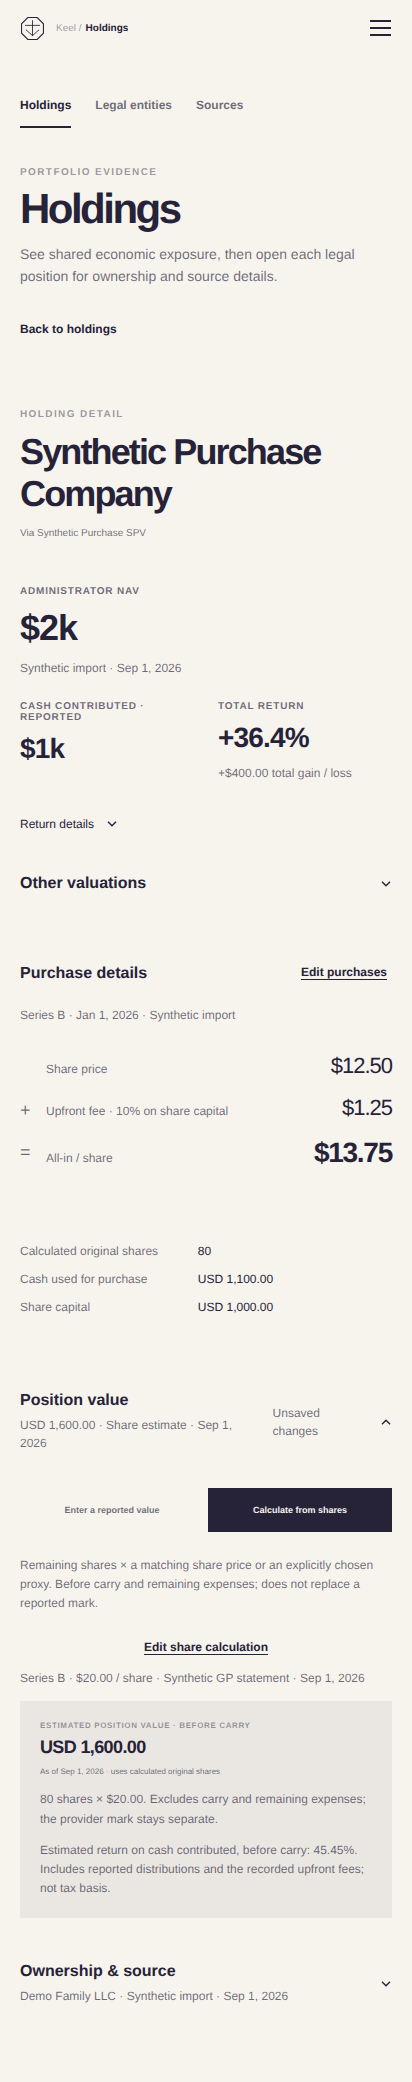 Keel / Holdings
Holdings Legal entities Sources
PORTFOLIO EVIDENCE
Holdings
See shared economic exposure, then open each legal
position for ownership and source details.
Back to holdings
HOLDING DETAIL
Synthetic Purchase
Company
Via Synthetic Purchase SPV
ADMINISTRATOR NAV
$2k
Synthetic import · Sep 1, 2026
CASH CONTRIBUTED ·
REPORTED
$1k
TOTAL RETURN
+36.4%
+$400.00 total gain / loss
Return details
Other valuations
Purchase details Edit purchases
Series B · Jan 1, 2026 · Synthetic import
Share price $12.50
+ Upfront fee · 10% on share capital $1.25
= All-in / share $13.75
Calculated original shares 80
Cash used for purchase USD 1,100.00
Share capital USD 1,000.00
Position value
USD 1,600.00 · Share estimate · Sep 1,
2026
Unsaved
changes
Enter a reported value Calculate from shares
Remaining shares × a matching share price or an explicitly chosen
proxy. Before carry and remaining expenses; does not replace a
reported mark.
Edit share calculation
Series B · $20.00 / share · Synthetic GP statement · Sep 1, 2026
ESTIMATED POSITION VALUE · BEFORE CARRY
USD 1,600.00
As of Sep 1, 2026 · uses calculated original shares
80 shares × $20.00. Excludes carry and remaining expenses;
the provider mark stays separate.
Estimated return on cash contributed, before carry: 45.45%.
Includes reported distributions and the recorded upfront fees;
not tax basis.
Ownership & source
Demo Family LLC · Synthetic import · Sep 1, 2026